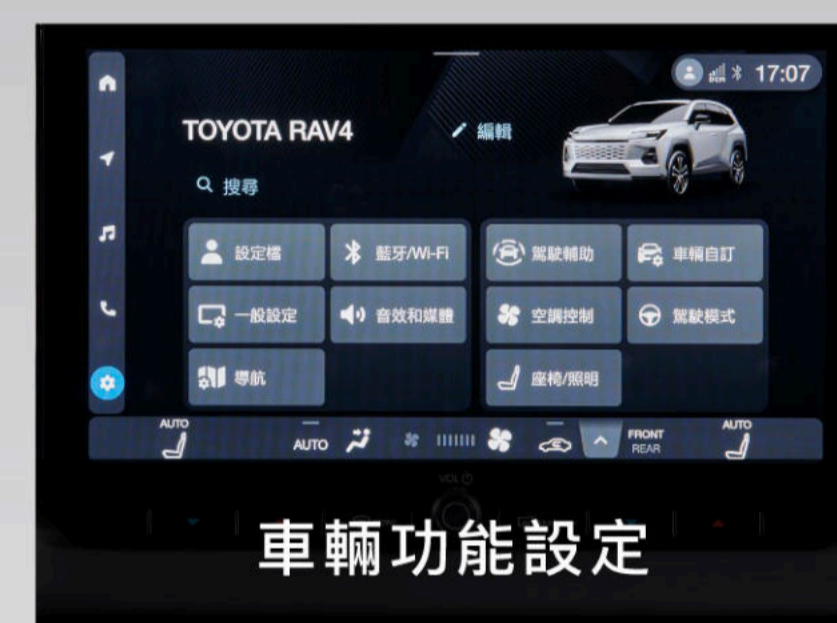 DCM 17:07
TOYOTA RAV4 編輯
搜尋
設定檔 藍牙/Wi-Fi 駕駛輔助 車輛自訂
一般設定 音效和媒體 空調控制 駕駛模式
導航 座椅/照明
AUTO AUTO FRONT AUTO
REAR
VOL
車輛功能設定